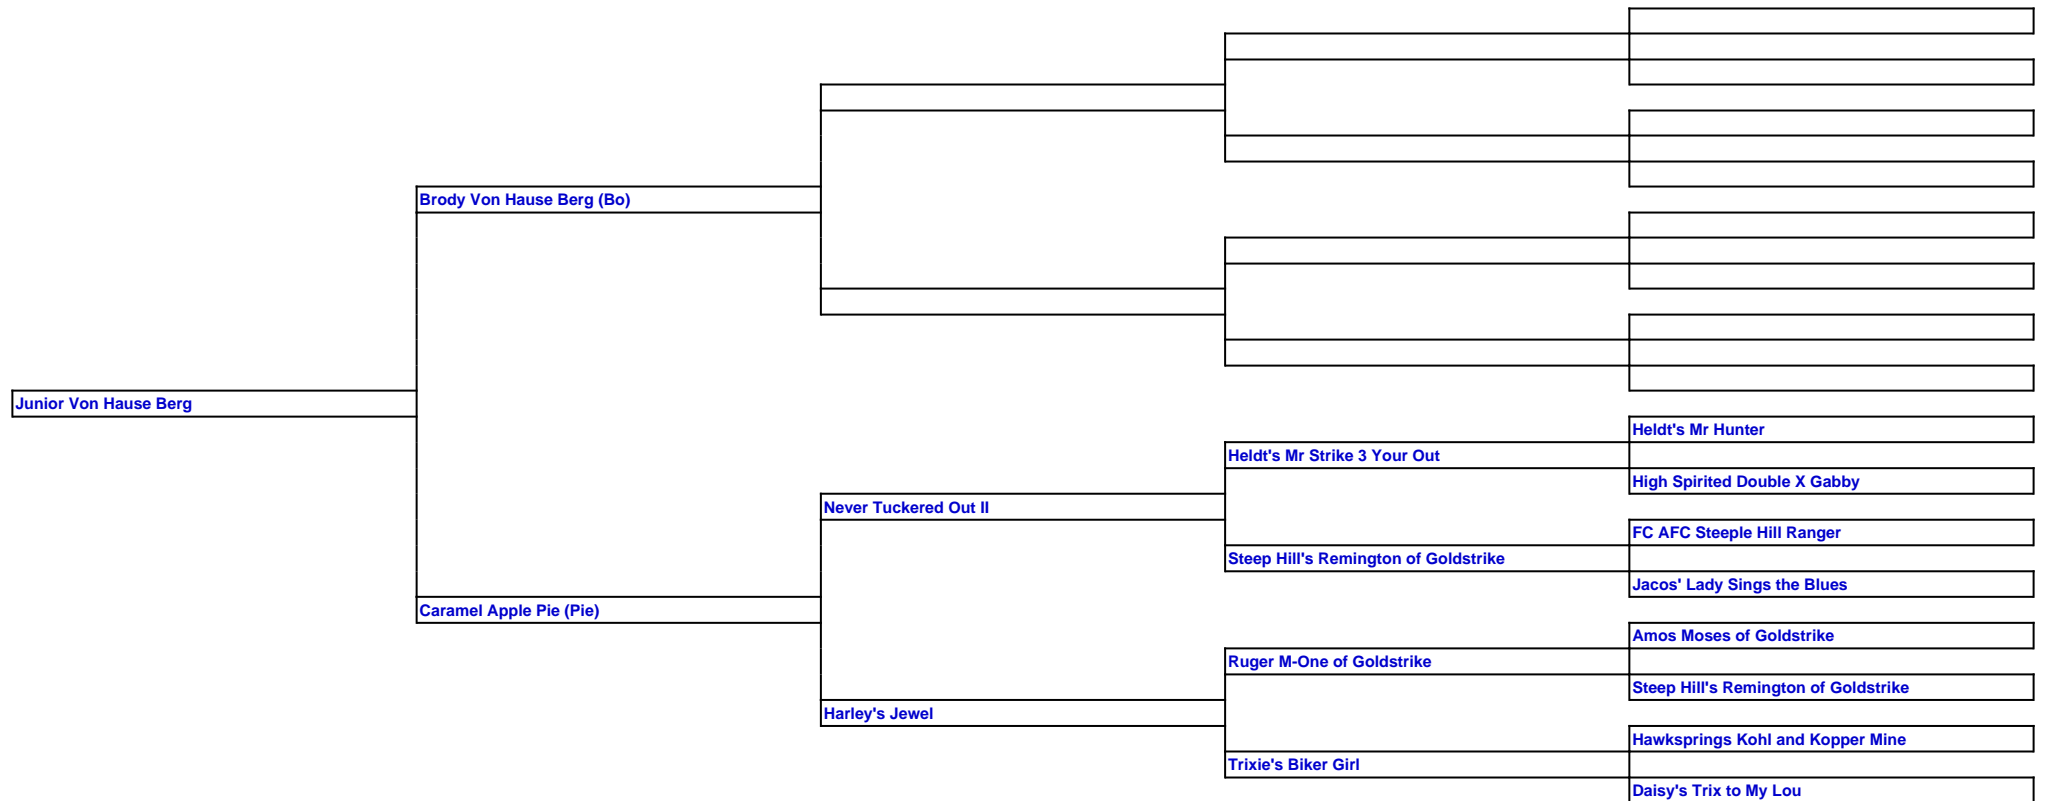 Brody Von Hause Berg (Bo)
Junior Von Hause Berg
Heldt's Mr Hunter
Heldt's Mr Strike 3 Your Out
High Spirited Double X Gabby
Never Tuckered Out II
FC AFC Steeple Hill Ranger
Steep Hill's Remington of Goldstrike
Jacos' Lady Sings the Blues
Caramel Apple Pie (Pie)
Amos Moses of Goldstrike
Ruger M-One of Goldstrike
Steep Hill's Remington of Goldstrike
Harley's Jewel
Hawksprings Kohl and Kopper Mine
Trixie's Biker Girl
Daisy's Trix to My Lou